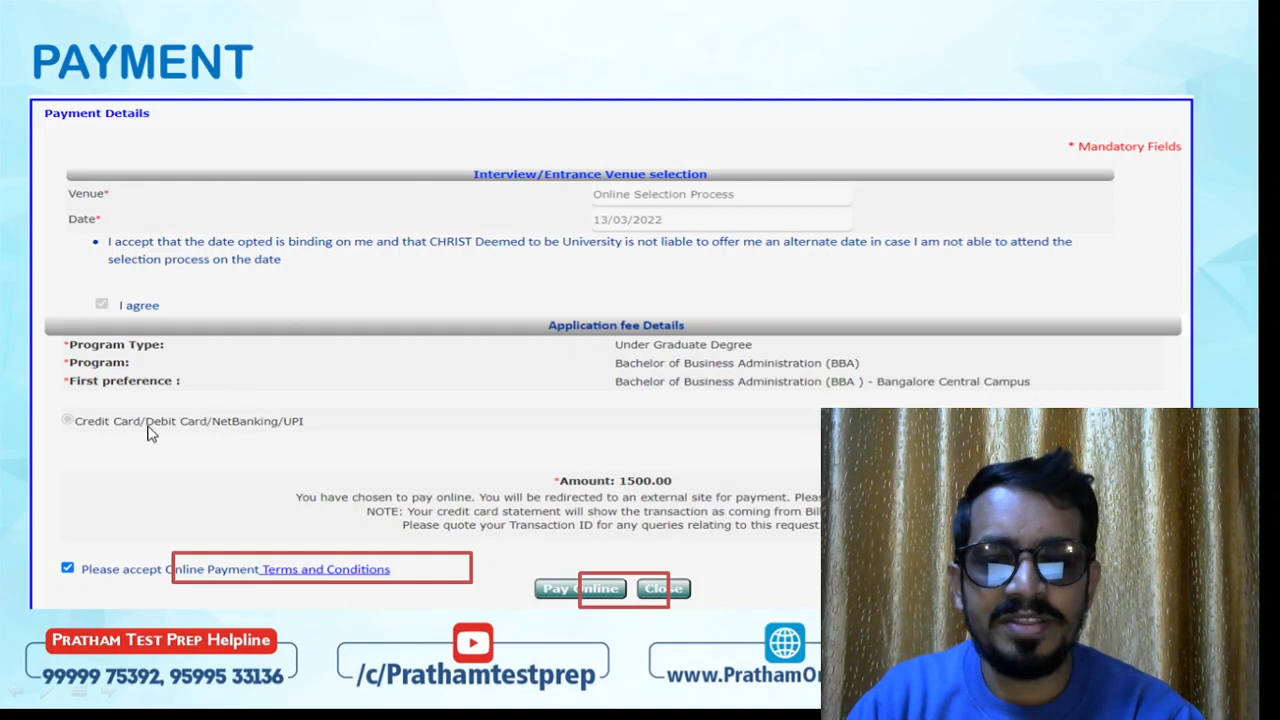 PAYMENT
Payment Details
* Mandatory Fields
Interview/Entrance Venue selection
Venue* Online Selection Process
Date* 13/03/2022
• I accept that the date opted is binding on me and that CHRIST Deemed to be University is not liable to offer me an alternate date in case I am not able to attend the
selection process on the date
I agree
Application fee Details
*Program Type: Under Graduate Degree
*Program: Bachelor of Business Administration (BBA)
*First preference : Bachelor of Business Administration (BBA ) - Bangalore Central Campus
Credit Card/Debit Card/NetBanking/UPI
*Amount: 1500.00
You have chosen to pay online. You will be redirected to an external site for payment.
NOTE: Your credit card statement will show the transaction as coming from
Please quote your Transaction ID for any queries relating to this request
Please accept Online Payment Terms and Conditions
Pay Online Close
PRATHAM TEST PREP Helpline
99999 75392, 95995 33136
/c/Prathamtestprep